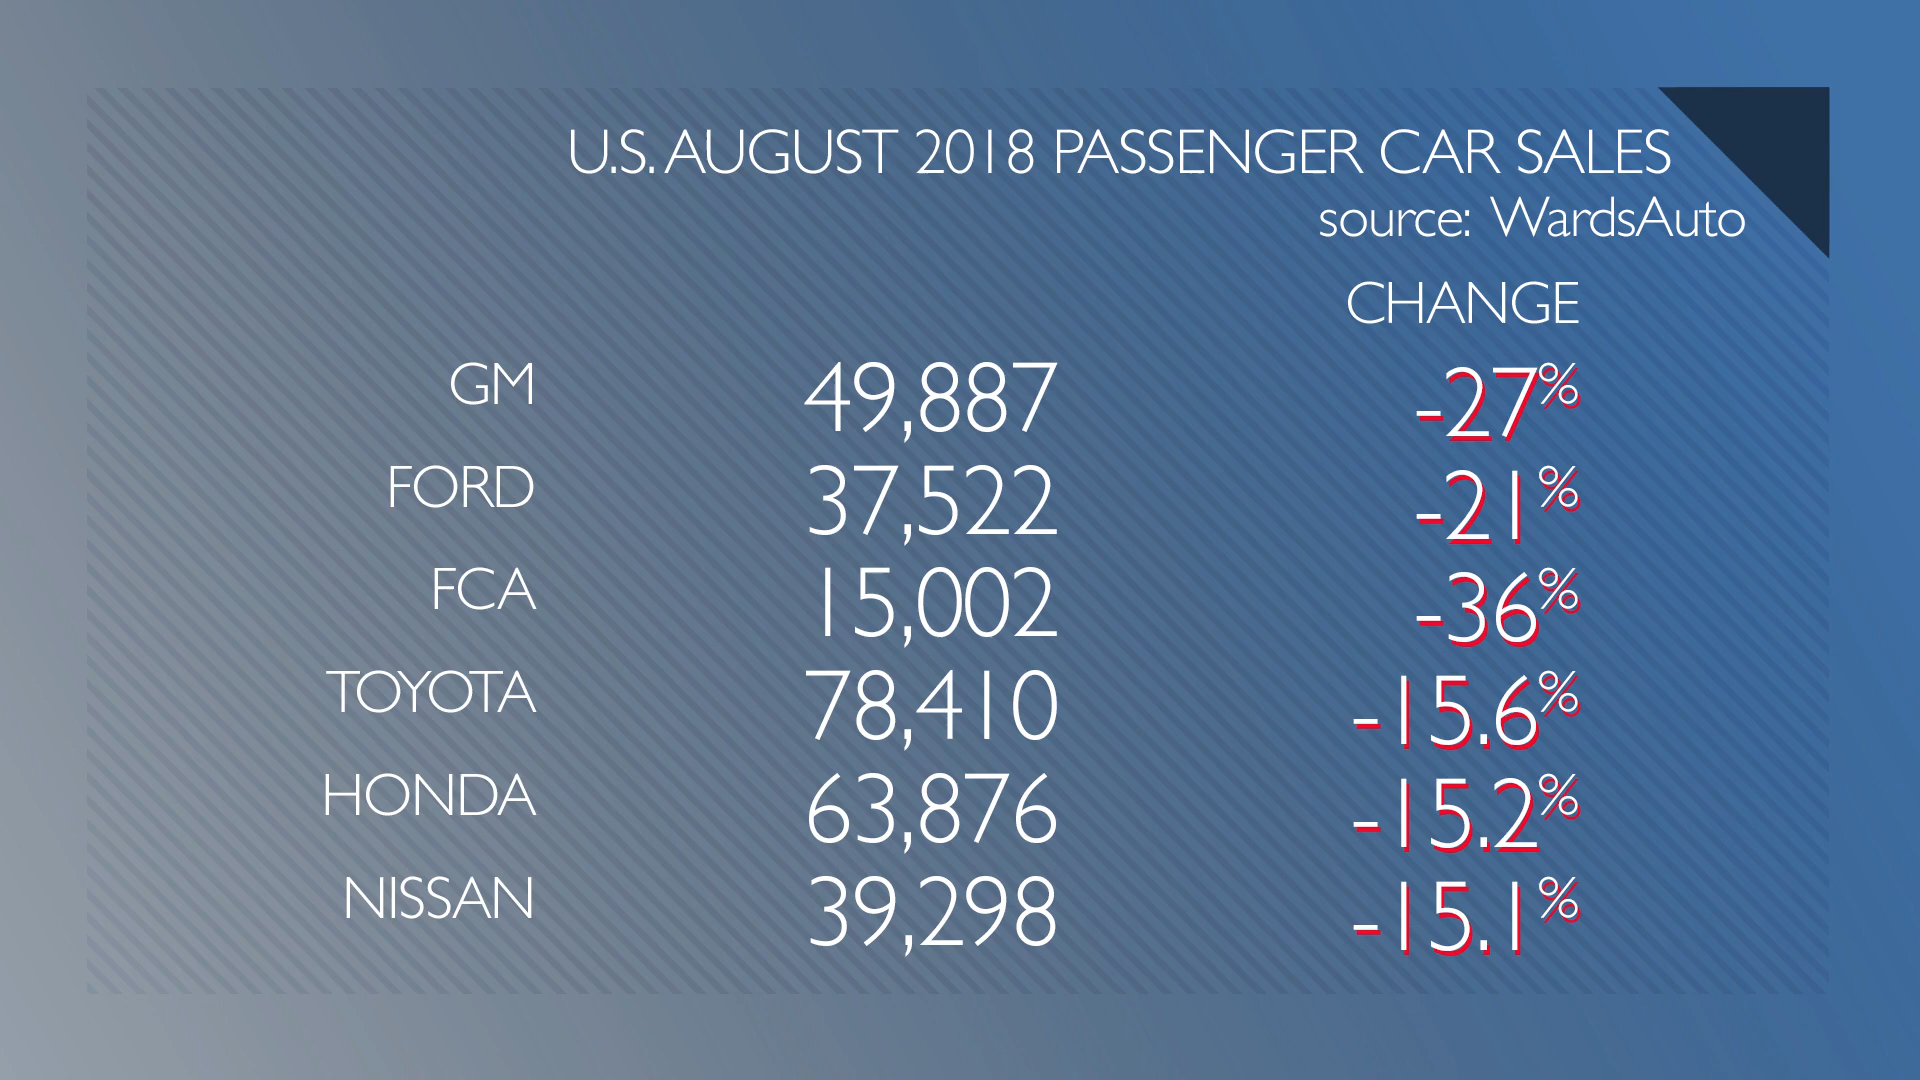 U.S. AUGUST 2018 PASSENGER CAR SALES
source: WardsAuto
CHANGE
GM 49,887 -27%
FORD 37,522 -21%
FCA 15,002 -36%
TOYOTA 78,410 -15.6%
HONDA 63,876 -15.2%
NISSAN 39,298 -15.1%